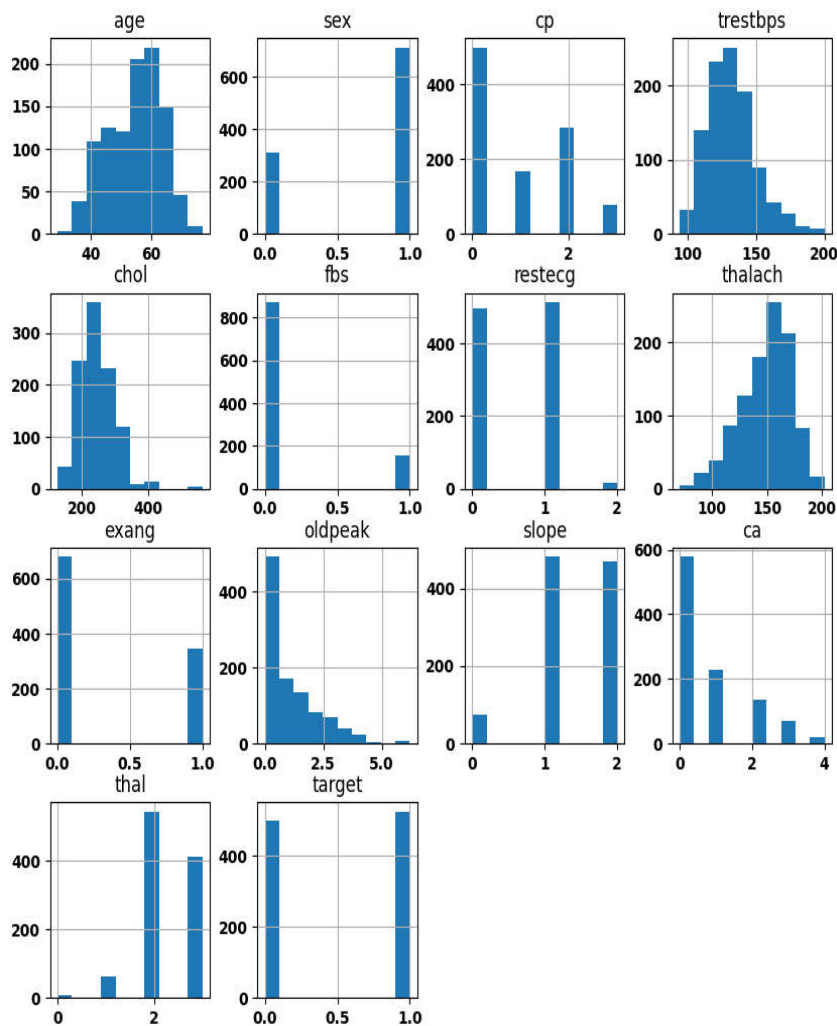 age sex cp trestbps
200 150 100 50 0 40 60
600 400 200 0 0.0 0.5 1.0
400 200 0 0 2
200 100 0 100 150 200
chol fbs restecg thalach
300 200 100 0 200 400
800 600 400 200 0 0.0 0.5 1.0
400 200 0 0 1 2
200 100 0 100 150 200
exang oldpeak slope ca
600 400 200 0 0.0 0.5 1.0
400 200 0 0.0 2.5 5.0
400 200 0 0 1 2
600 400 200 0 0 2 4
thal target
400 200 0 0 2
400 200 0 0.0 0.5 1.0